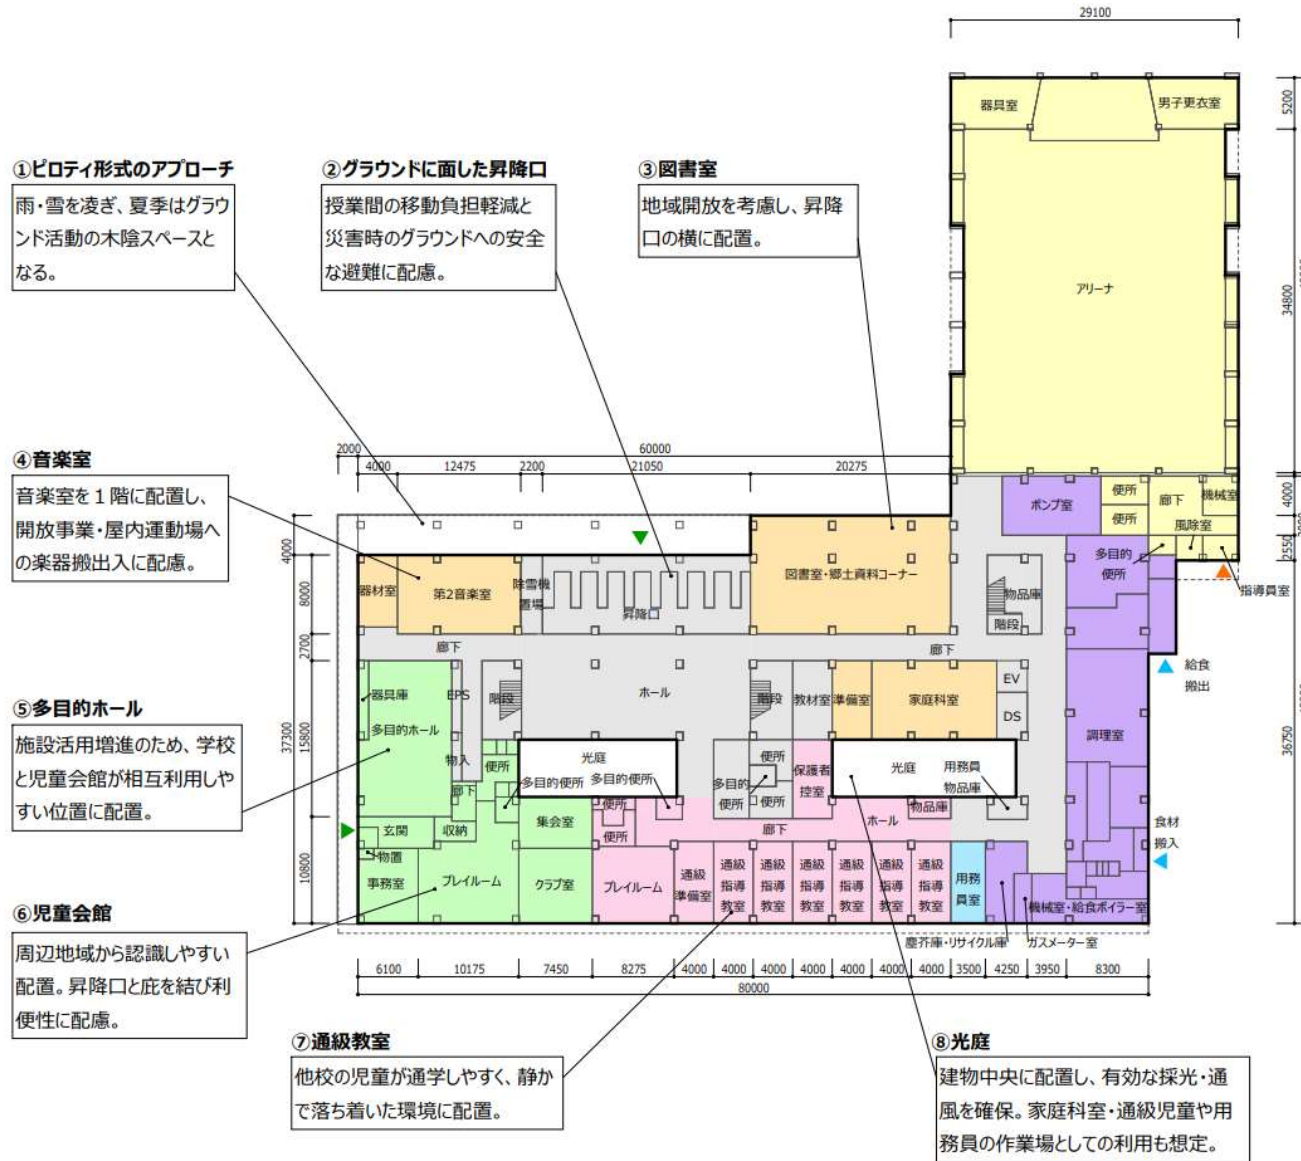 29100
5200
34800
4000
2550
36750
器具室
男子更衣室
アリーナ
①ピロティ形式のアプローチ
雨・雪を凌ぎ、夏季はグラウ
ンド活動の木陰スペースと
なる。
②グラウンドに面した昇降口
授業間の移動負担軽減と
災害時のグラウンドへの安全
な避難に配慮。
③図書室
地域開放を考慮し、昇降
口の横に配置。
④音楽室
音楽室を1階に配置し、
開放事業・屋内運動場へ
の楽器搬出入に配慮。
⑤多目的ホール
施設活用増進のため、学校
と児童会館が相互利用しや
すい位置に配置。
⑥児童会館
周辺地域から認識しやすい
配置。昇降口と庇を結び利
便性に配慮。
2000
60000
4000
12475
2200
21050
20275
4000
8000
2700
15800
37300
10800
ポンプ室
便所
便所
廊下
機械室
風除室
多目的
便所
指導員室
器材室
第2音楽室
除雪機
置場
昇降口
図書室・郷土資料コーナー
物品庫
階段
廊下
廊下
給食
搬出
器具庫
多目的ホール
EPS
階段
ホール
階段
教材室
準備室
家庭科室
EV
DS
調理室
物入
便所
廊下
光庭
多目的便所
多目的便所
多目的
便所
便所
便所
保護者
控室
光庭
用務員
物品庫
物品庫
玄関
収納
集会室
便所
便所
廊下
ホール
食材
搬入
物置
事務室
プレイルーム
クラブ室
プレイルーム
通級
準備室
通級
指導
教室
通級
指導
教室
通級
指導
教室
通級
指導
教室
通級
指導
教室
通級
指導
教室
用務
員室
機械室・給食ボイラー室
塵芥庫・リサイクル庫
ガスメーター室
6100
10175
7450
8275
4000
4000
4000
4000
4000
4000
4000
3500
4250
3950
8300
80000
⑦通級教室
他校の児童が通学しやすく、静か
で落ち着いた環境に配置。
⑧光庭
建物中央に配置し、有効な採光・通
風を確保。家庭科室・通級児童や用
務員の作業場としての利用も想定。